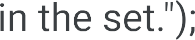 in the set.");